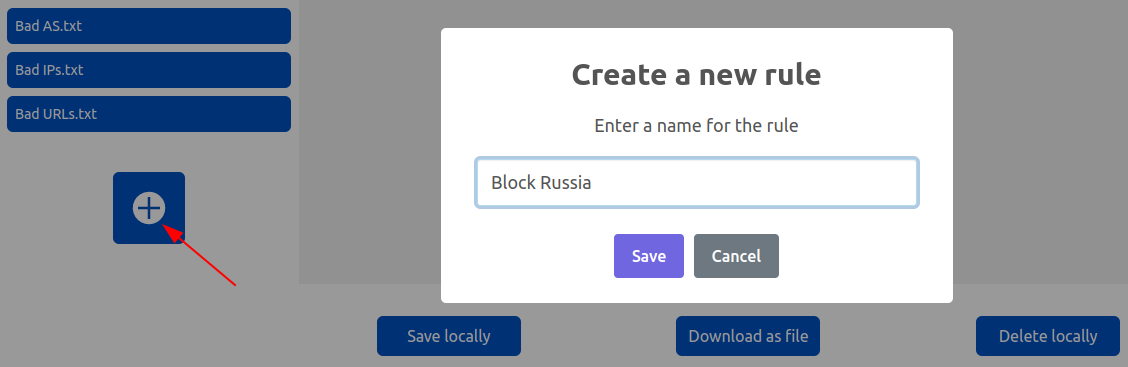 Bad AS.txt
Bad IPs.txt
Bad URLs.txt
Create a new rule
Enter a name for the rule
Block Russia
Save
Cancel
Save locally
Download as file
Delete locally